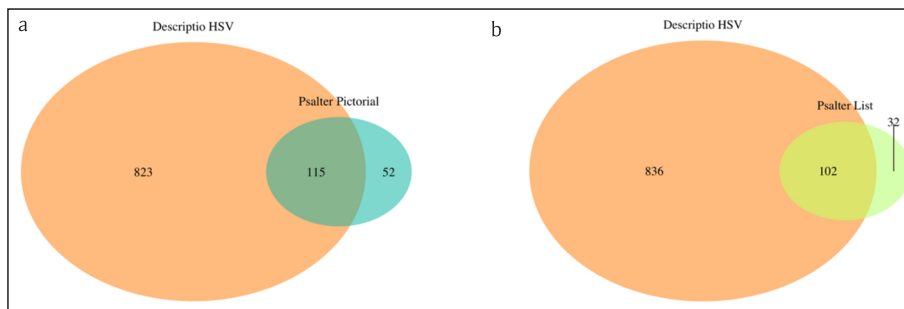 a
Descriptio HSV
Psalter Pictorial
823
115
52
b
Descriptio HSV
Psalter List
32
836
102